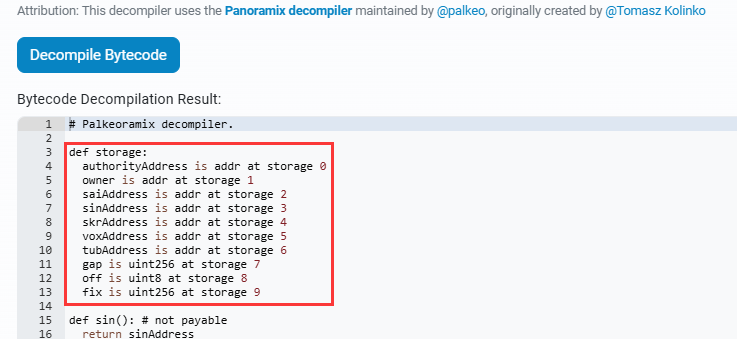 Attribution: This decompiler uses the Panoramix decompiler maintained by @palkeo, originally created by @Tomasz Kolinko
Decompile Bytecode
Bytecode Decompilation Result:
1 # Palkeoramix decompiler.
2
3 def storage:
4   authorityAddress is addr at storage 0
5   owner is addr at storage 1
6   saiAddress is addr at storage 2
7   sinAddress is addr at storage 3
8   skrAddress is addr at storage 4
9   voxAddress is addr at storage 5
10   tubAddress is addr at storage 6
11   gap is uint256 at storage 7
12   off is uint8 at storage 8
13   fix is uint256 at storage 9
14
15 def sin(): # not payable
16   return sinAddress